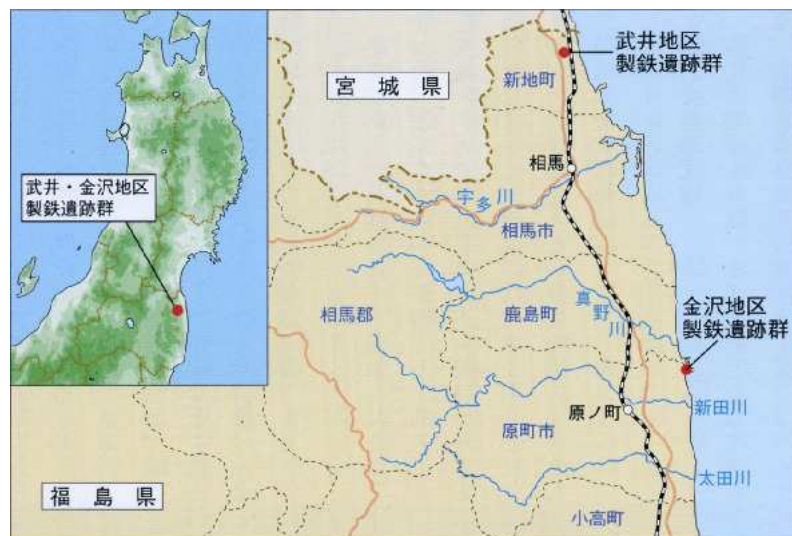 武井・金沢地区
製鉄遺跡群
宮城県
新地町
武井地区
製鉄遺跡群
相馬
宇多川
相馬市
相馬郡
鹿島町
真野川
金沢地区
製鉄遺跡群
原ノ町
新田川
原町市
太田川
福島県
小高町